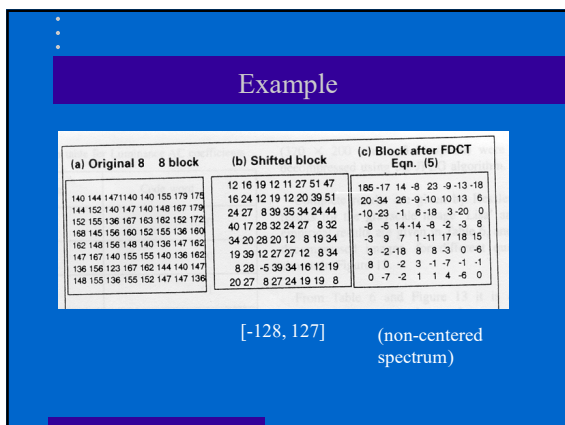 Example
(a) Original 8 8 block
140 144 1471140 140 155 179 175
144 152 140 147 140 148 167 179
152 155 136 167 163 162 152 172
168 145 156 160 152 155 136 160
162 148 156 148 140 136 147 162
147 167 140 155 155 140 136 162
136 156 123 167 162 144 140 147
148 155 136 155 152 147 147 136
(b) Shifted block
12 16 19 12 11 27 51 47
16 24 12 19 12 20 39 51
24 27 8 39 35 34 24 44
40 17 28 32 24 27 8 32
34 20 28 20 12 8 19 34
19 39 12 27 27 12 8 34
8 28 -5 39 34 16 12 19
20 27 8 27 24 19 19 8
(c) Block after FDCT
Eqn. (5)
185 -17 14 -8 23 -9 -13 -18
20 -34 26 -9 -10 10 13 6
-10 -23 -1 6 -18 3 -20 0
-8 -5 14 -14 -8 -2 -3 8
-3 9 7 1 -11 17 18 15
3 -2 -18 8 8 -3 0 -6
8 0 -2 3 -1 -7 -1 -1
0 -7 -2 1 1 4 -6 0
[-128, 127]
(non-centered
spectrum)